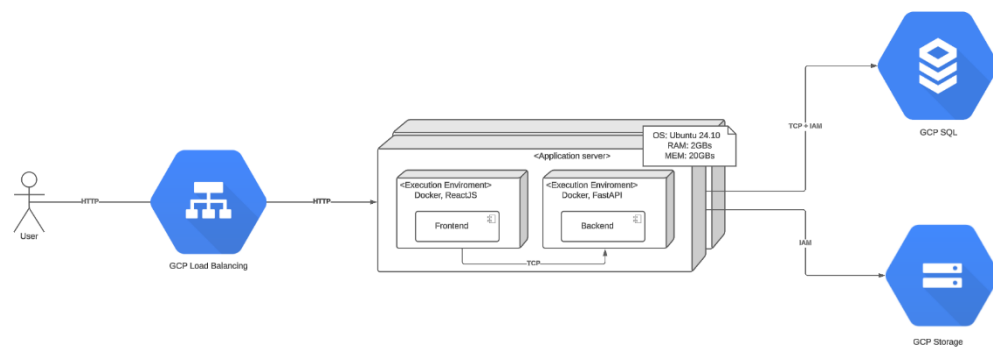 User
HTTP
GCP Load Balancing
HTTP
<Application server>
OS: Ubuntu 24.10
RAM: 2GBs
MEM: 20GBs
<Execution Enviroment>
Docker, ReactJS
Frontend
<Execution Enviroment>
Docker, FastAPI
Backend
TCP
TCP + IAM
GCP SQL
IAM
GCP Storage